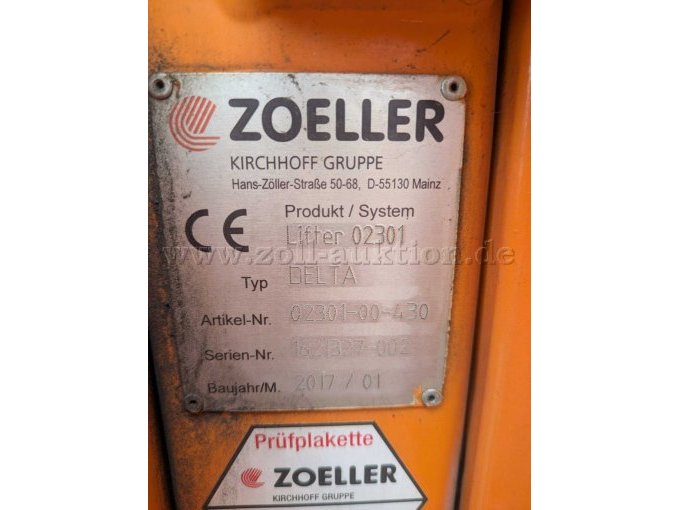 ZOELLER
KIRCHHOFF GRUPPE
Hans-Zöller-Straße 50-68, D-55130 Mainz
CE
Produkt / System
Lifter 02301
www.zoll-auktion.de
Typ DELTA
Artikel-Nr. 02301-00-430
Serien-Nr.
Baujahr/M. 2017 / 01
Prüfplakette
ZOELLER
KIRCHHOFF GRUPPE